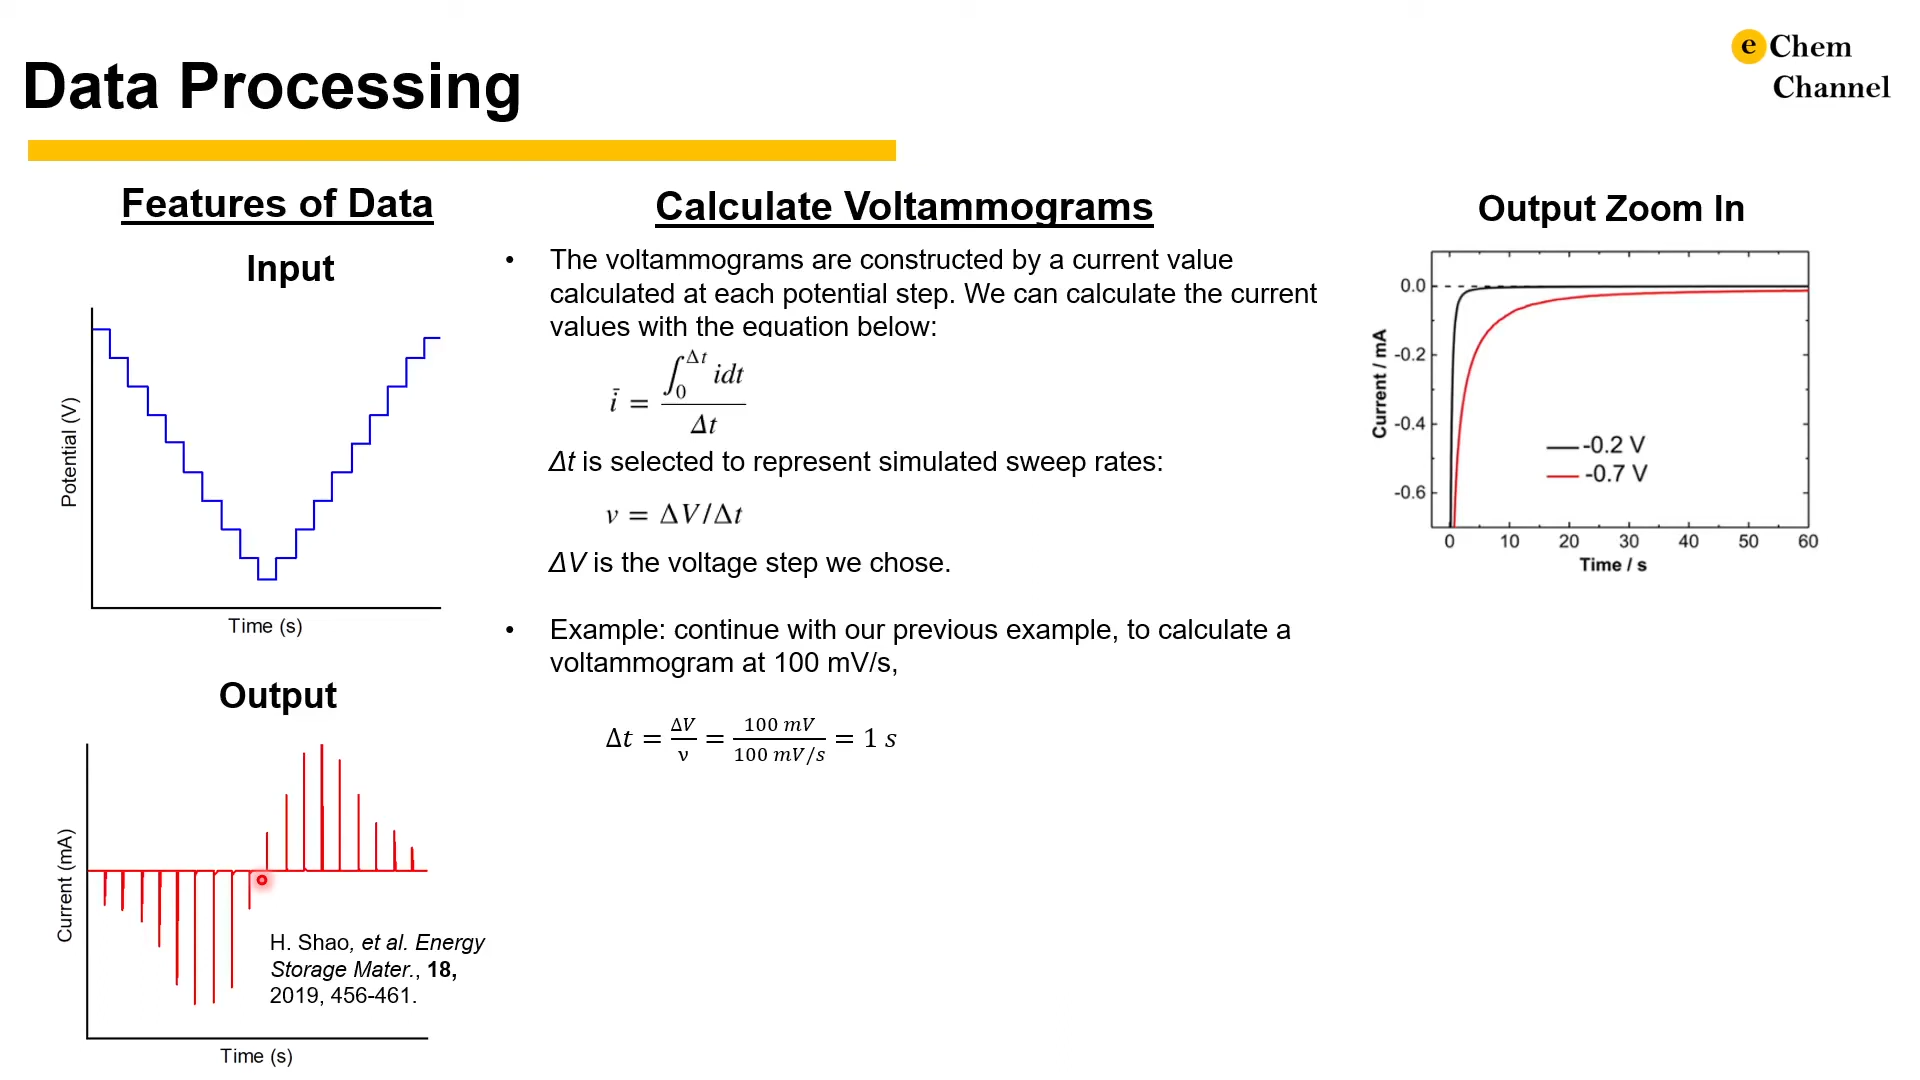 Data Processing
e Chem
Channel
Features of Data
Input
Potential (V)
Time (s)
Output
Current (mA)
Time (s)
H. Shao, et al. Energy
Storage Mater., 18,
2019, 456-461.
Calculate Voltammograms
• The voltammograms are constructed by a current value
calculated at each potential step. We can calculate the current
values with the equation below:
i̅ = ∫₀^Δt idt / Δt
Δt is selected to represent simulated sweep rates:
v = ΔV/Δt
ΔV is the voltage step we chose.
• Example: continue with our previous example, to calculate a
voltammogram at 100 mV/s,
Δt = ΔV/ν = 100 mV / 100 mV/s = 1 s
Output Zoom In
Current / mA
0.0
-0.2
-0.4
-0.6
-0.2 V
-0.7 V
0 10 20 30 40 50 60
Time / s